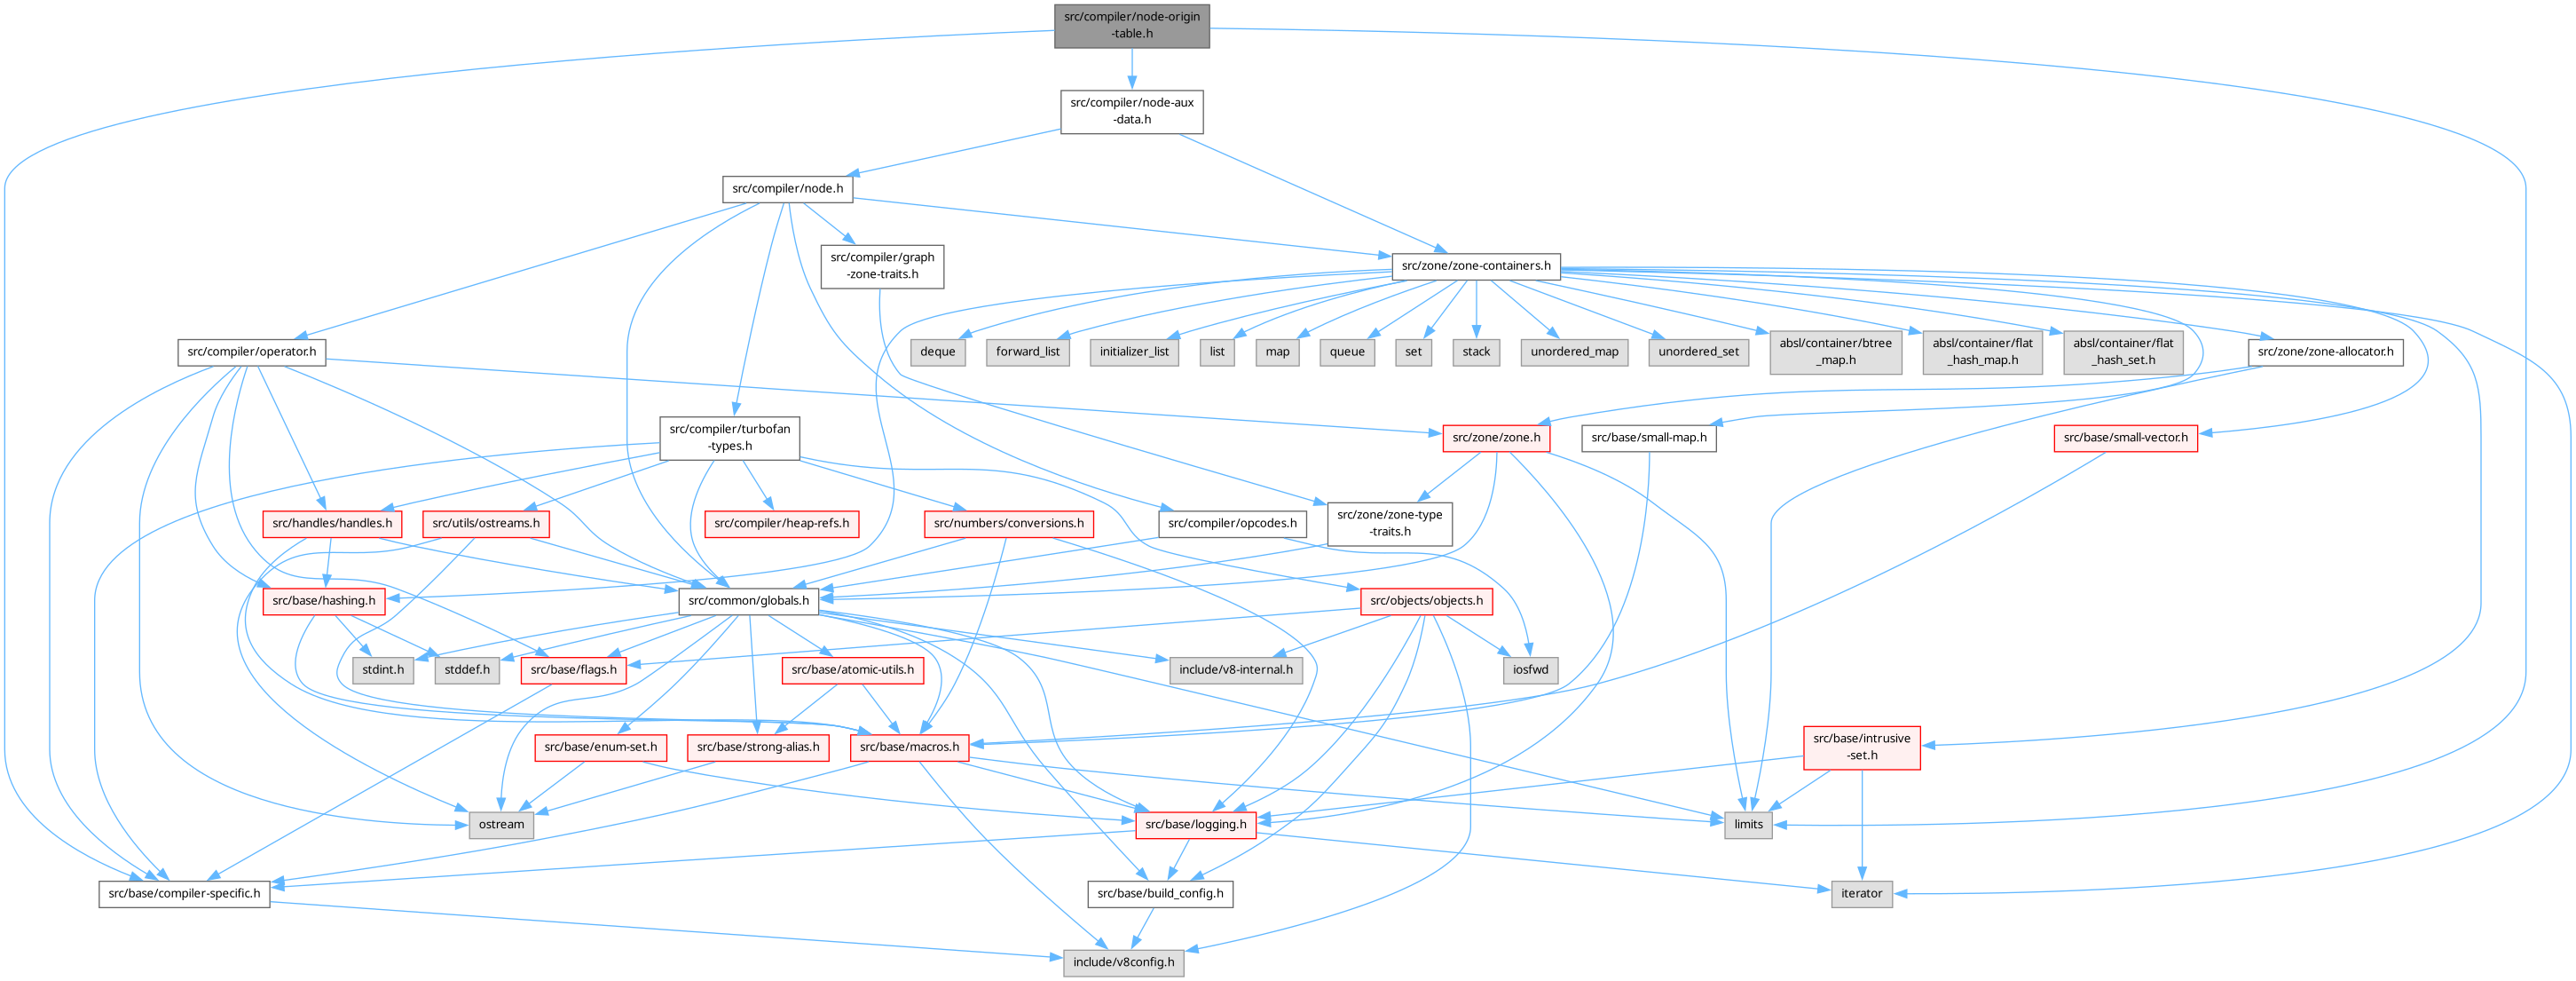 src/compiler/node-origin
-table.h
src/compiler/node-aux
-data.h
src/compiler/node.h
src/compiler/graph
-zone-traits.h
src/zone/zone-containers.h
src/compiler/operator.h
deque
forward_list
initializer_list
list
map
queue
set
stack
unordered_map
unordered_set
absl/container/btree
_map.h
absl/container/flat
_hash_map.h
absl/container/flat
_hash_set.h
src/zone/zone-allocator.h
src/compiler/turbofan
-types.h
src/zone/zone.h
src/base/small-map.h
src/base/small-vector.h
src/handles/handles.h
src/utils/ostreams.h
src/compiler/heap-refs.h
src/numbers/conversions.h
src/compiler/opcodes.h
src/zone/zone-type
-traits.h
src/base/hashing.h
src/common/globals.h
src/objects/objects.h
stdint.h
stddef.h
src/base/flags.h
src/base/atomic-utils.h
include/v8-internal.h
iosfwd
src/base/enum-set.h
src/base/strong-alias.h
src/base/macros.h
src/base/intrusive
-set.h
ostream
src/base/logging.h
limits
src/base/compiler-specific.h
src/base/build_config.h
iterator
include/v8config.h